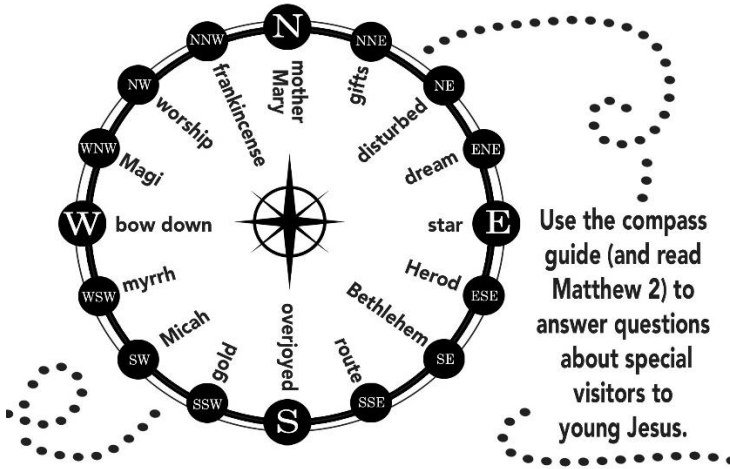 N
mother
Mary
NNE
gifts
NE
disturbed
ENE
dream
E
star
ESE
Herod
SE
Bethlehem
SSE
route
S
overjoyed
SSW
gold
SW
Micah
WSW
myrrh
W
bow down
WNW
Magi
NW
worship
NNW
frankincense
Use the compass
guide (and read
Matthew 2) to
answer questions
about special
visitors to
young Jesus.